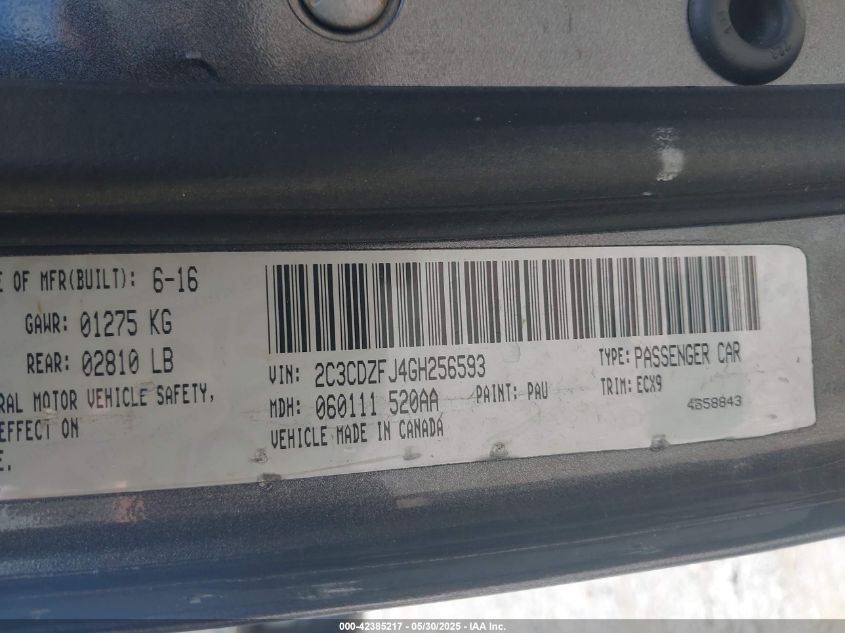 E OF MFR(BUILT): 6-16
GAWR: 01275 KG
REAR: 02810 LB
RAL MOTOR VEHICLE SAFETY,
EFFECT ON
E.
VIN: 2C3CDZFJ4GH256593
TYPE: PASSENGER CAR
MDH: 060111 520AA PAINT: PAU
TRIM: ECX9
VEHICLE MADE IN CANADA
000-42385217 - 05/30/2025 - IAA Inc.